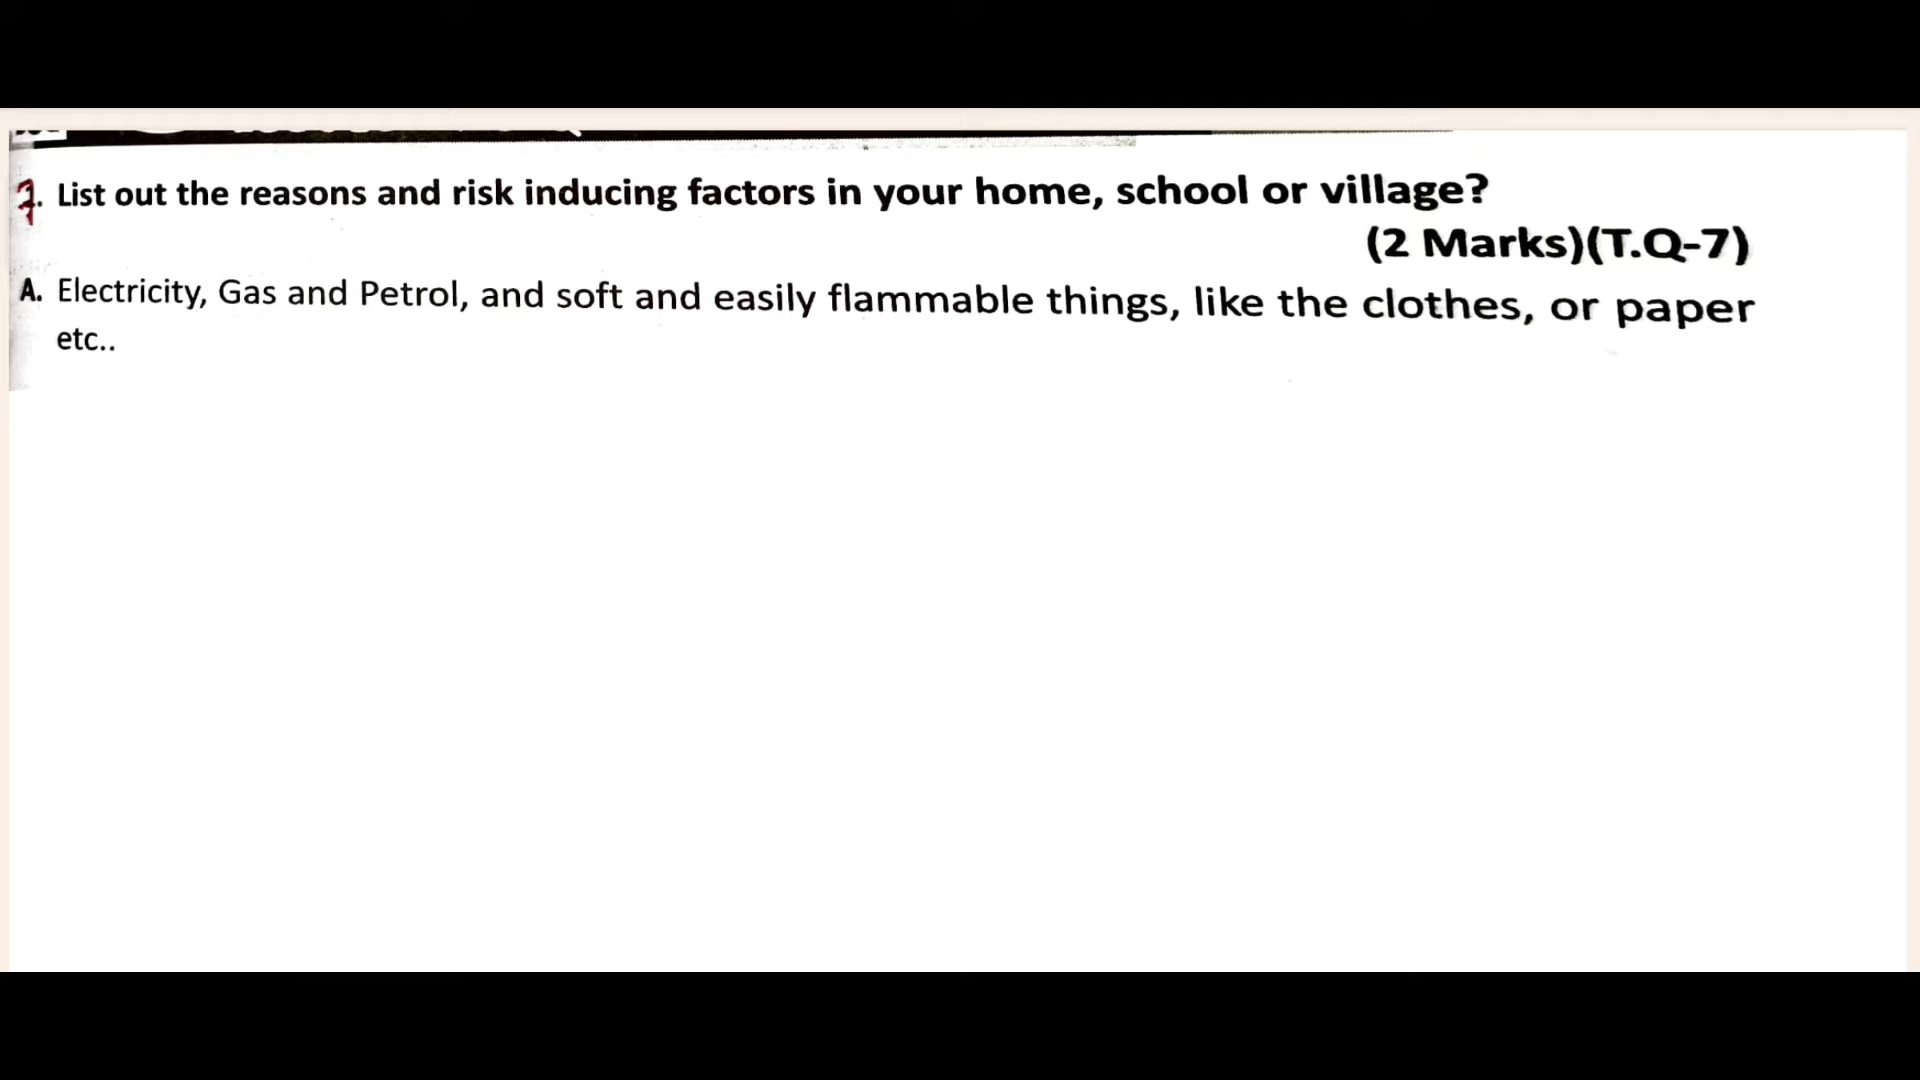 7. List out the reasons and risk inducing factors in your home, school or village?
(2 Marks)(T.Q-7)
A. Electricity, Gas and Petrol, and soft and easily flammable things, like the clothes, or paper
etc..